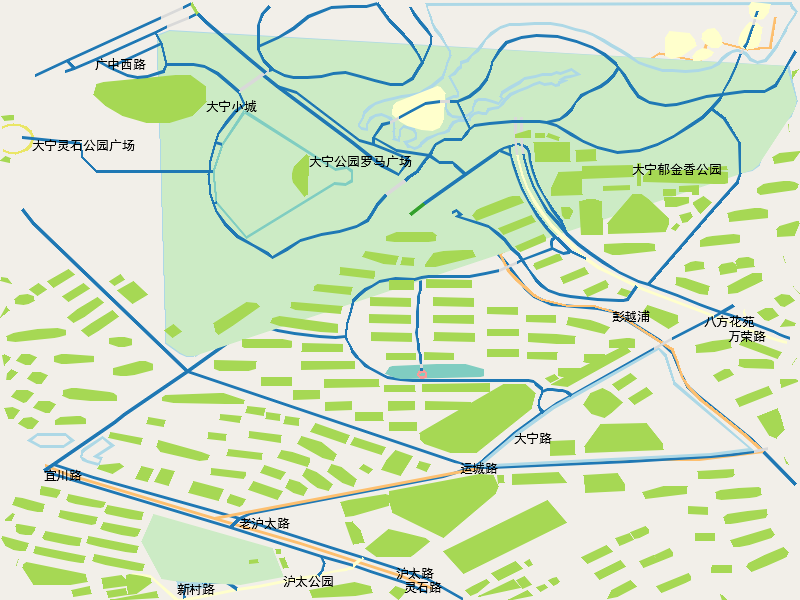 广中西路
大宁小城
大宁灵石公园广场
大宁公园罗马广场
大宁郁金香公园
彭越浦
八方花苑
万荣路
大宁路
运城路
宜川路
老沪太路
沪太路
沪太公园
灵石路
新村路